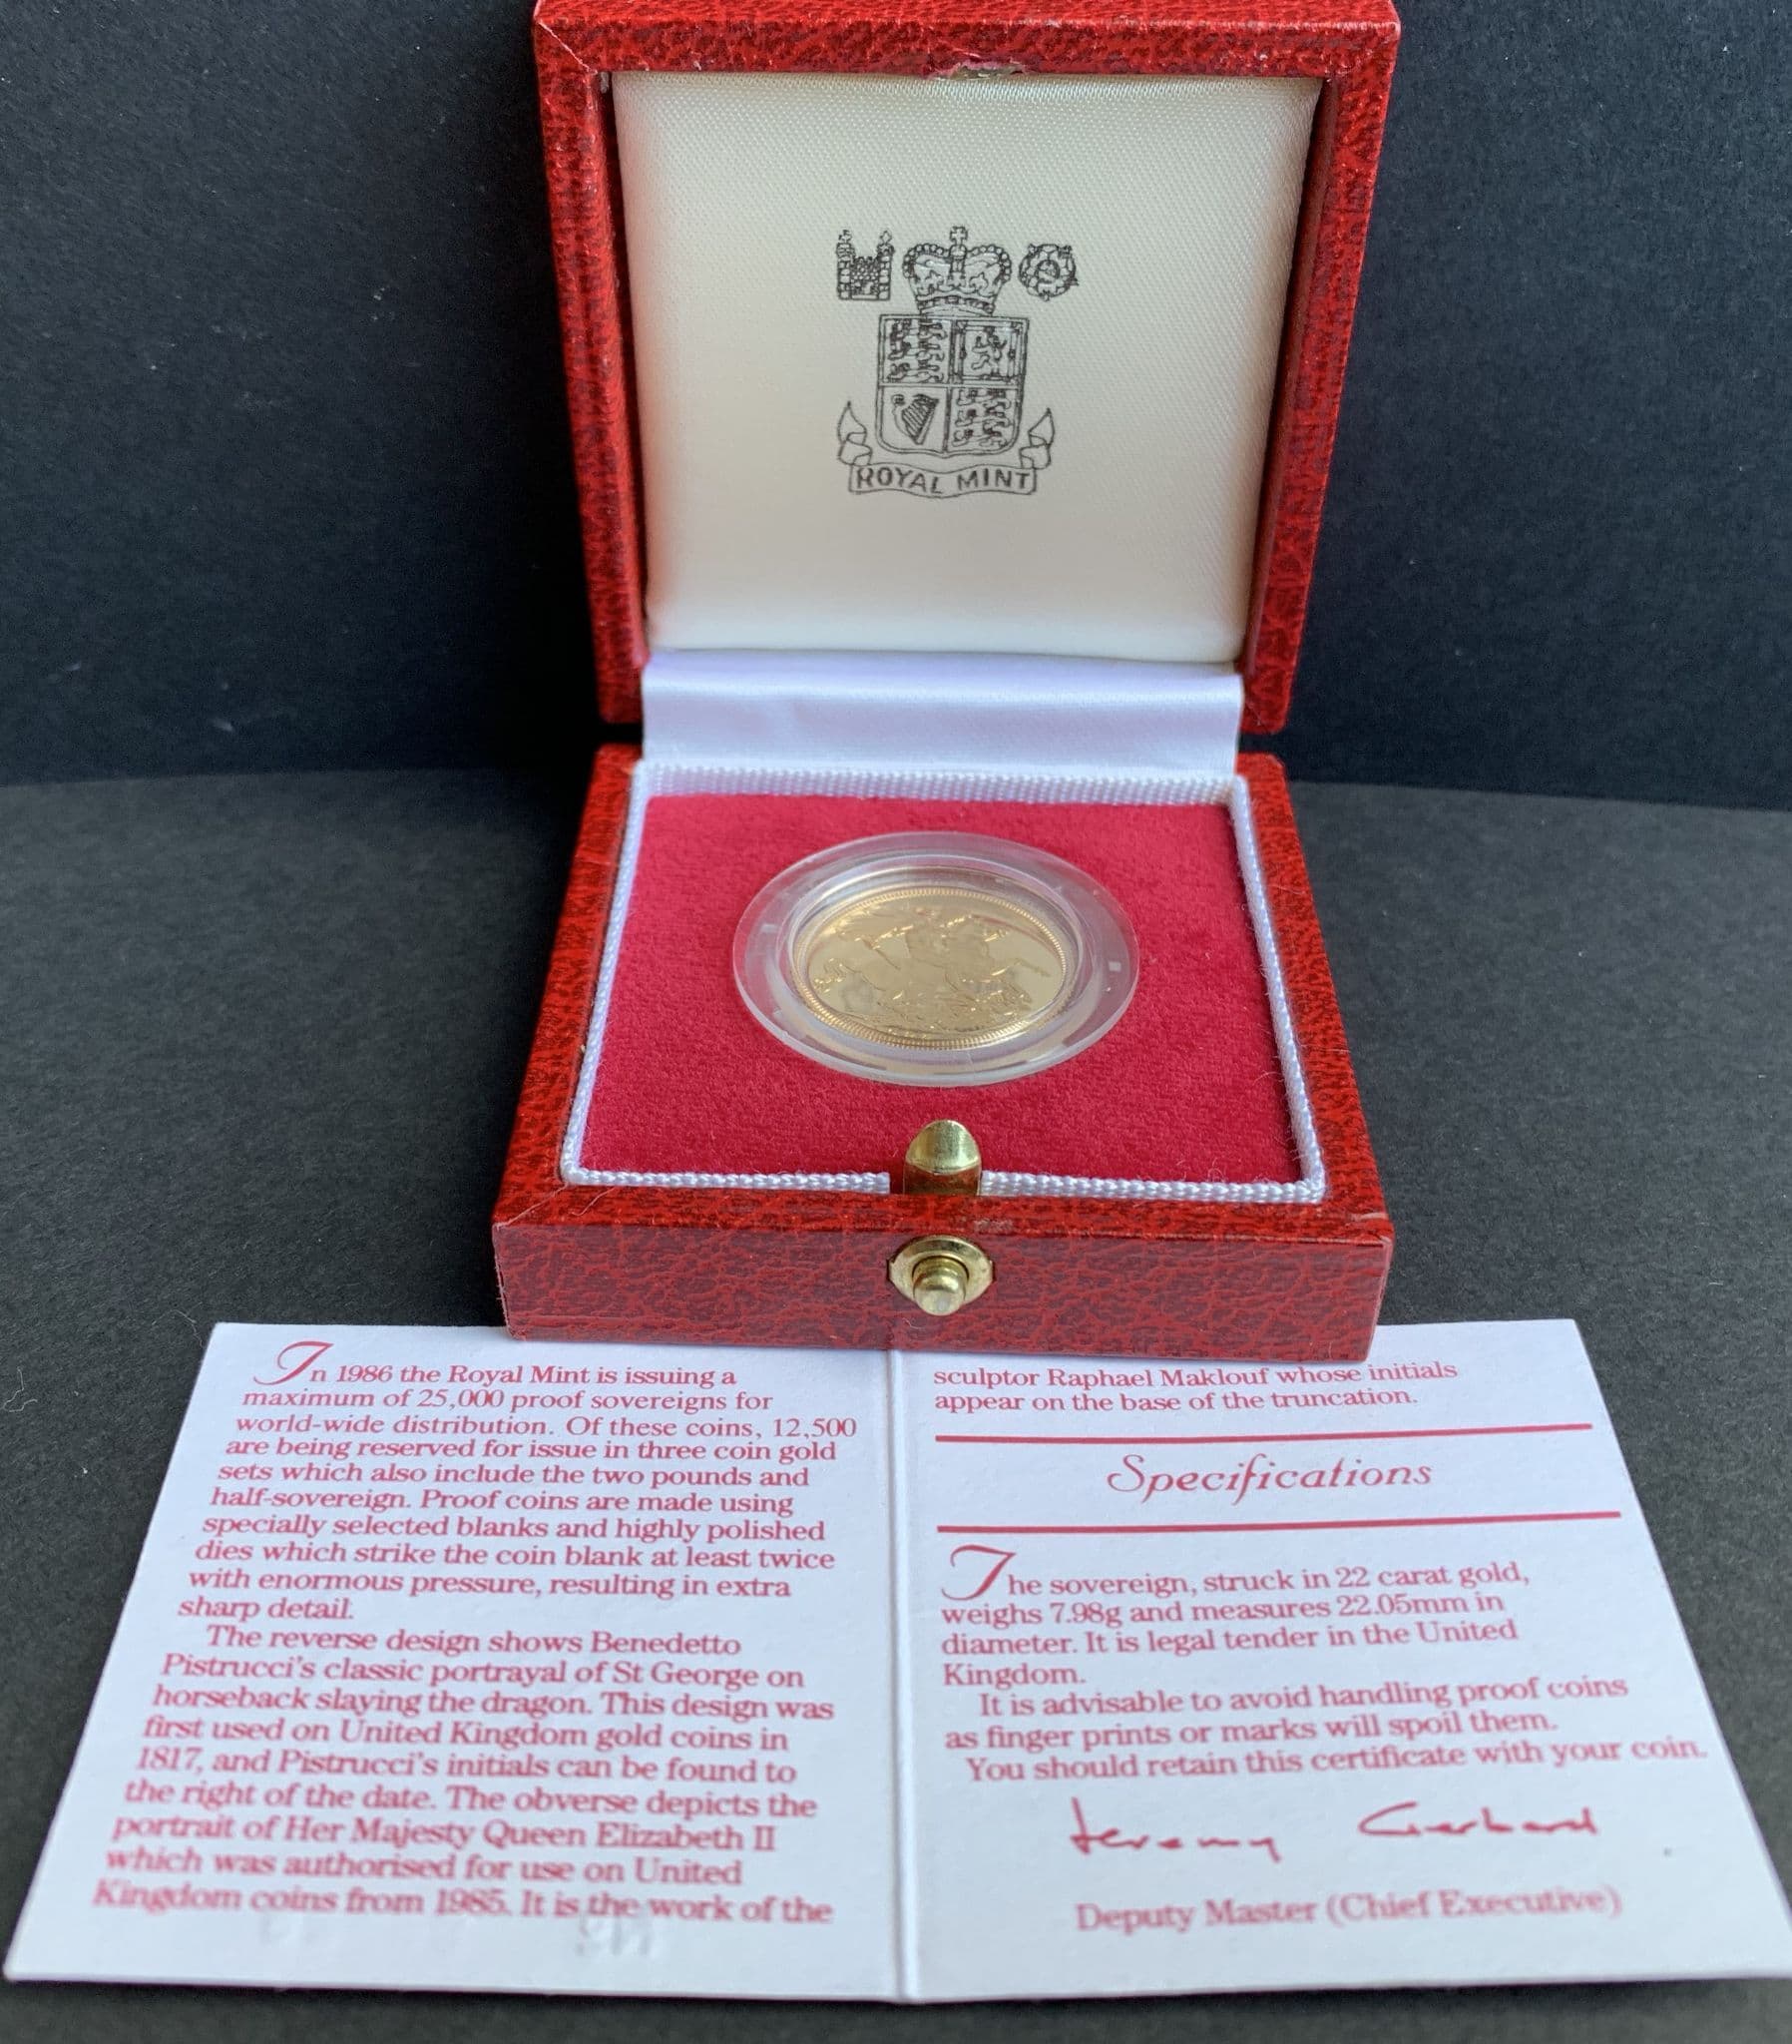 ROYAL MINT
In 1986 the Royal Mint is issuing a
maximum of 25,000 proof sovereigns for
world-wide distribution. Of these coins, 12,500
are being reserved for issue in three coin gold
sets which also include the two pounds and
half-sovereign. Proof coins are made using
specially selected blanks and highly polished
dies which strike the coin blank at least twice
with enormous pressure, resulting in extra
sharp detail.
The reverse design shows Benedetto
Pistrucci's classic portrayal of St George on
horseback slaying the dragon. This design was
first used on United Kingdom gold coins in
1817, and Pistrucci's initials can be found to
the right of the date. The obverse depicts the
portrait of Her Majesty Queen Elizabeth II
which was authorised for use on United
Kingdom coins from 1985. It is the work of the
sculptor Raphael Maklouf whose initials
appear on the base of the truncation.
Specifications
The sovereign, struck in 22 carat gold,
weighs 7.98g and measures 22.05mm in
diameter. It is legal tender in the United
Kingdom.
It is advisable to avoid handling proof coins
as finger prints or marks will spoil them.
You should retain this certificate with your coin.
Jeremy Gerhard
Deputy Master (Chief Executive)